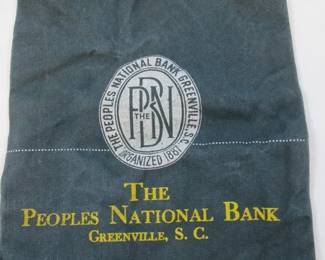 THE PEOPLES NATIONAL BANK GREENVILLE, S.C.
THE PNB
ORGANIZED 1887
THE
PEOPLES NATIONAL BANK
GREENVILLE, S. C.